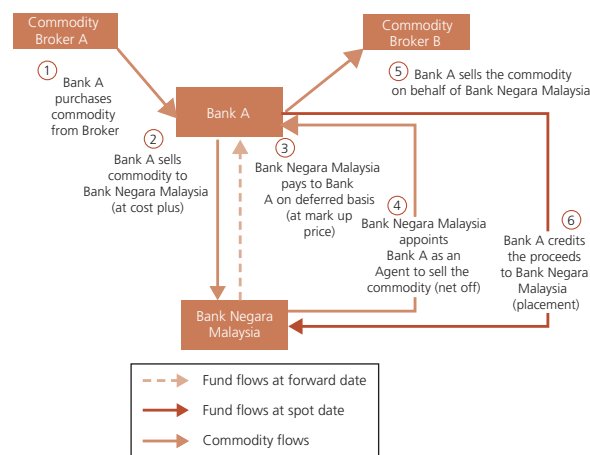 Commodity
Broker A
Commodity
Broker B
1
Bank A
purchases
commodity
from Broker
5
Bank A sells the commodity
on behalf of Bank Negara Malaysia
Bank A
2
Bank A sells
commodity to
Bank Negara Malaysia
(at cost plus)
3
Bank Negara Malaysia
pays to Bank
A on deferred basis
(at mark up
price)
4
Bank Negara Malaysia
appoints
Bank A as an
Agent to sell the
commodity (net off)
6
Bank A credits
the proceeds
to Bank Negara
Malaysia
(placement)
Bank Negara
Malaysia
Fund flows at forward date
Fund flows at spot date
Commodity flows